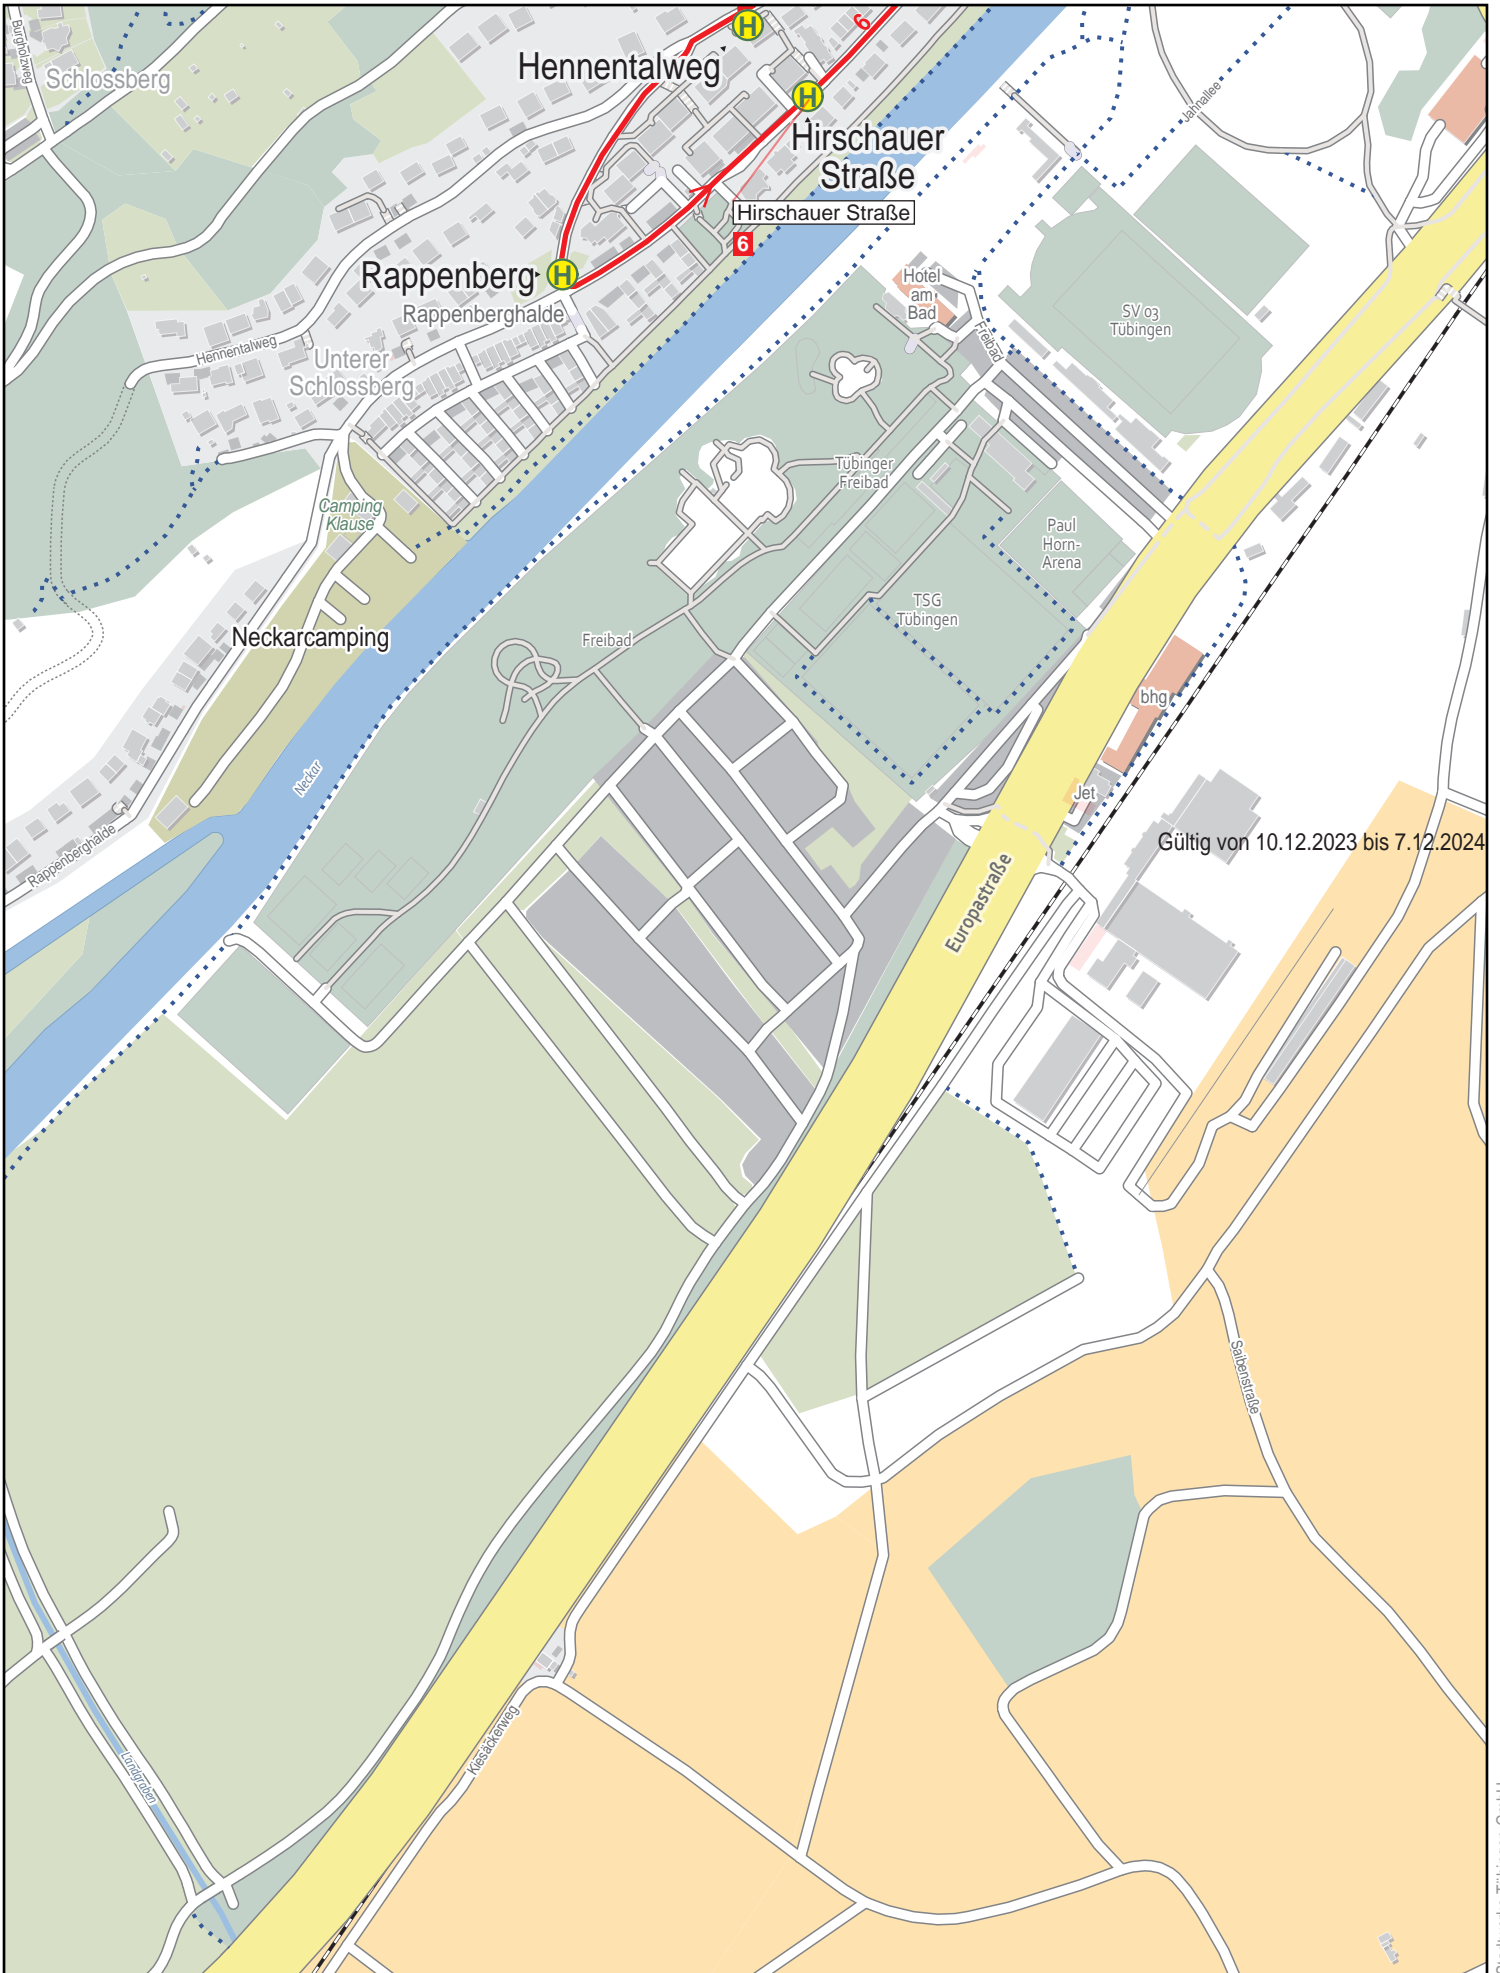 Burgholzweg
Schlossberg
H
6
Hennentalweg
H
Hirschauer
Straße
Jahnallee
Hirschauer Straße
6
Rappenberg
H
Rappenberghalde
Hotel
am
Bad
SV 03
Tübingen
Freibad
Hennentalweg
Unterer
Schlossberg
Tübinger
Freibad
Camping
Klause
Paul
Horn-
Arena
TSG
Tübingen
Neckarcamping
Freibad
bhg
Neckar
Jet
Gültig von 10.12.2023 bis 7.12.2024
Rappenberghalde
Europastraße
Saibenstraße
Kiesäckerweg
Landgraben